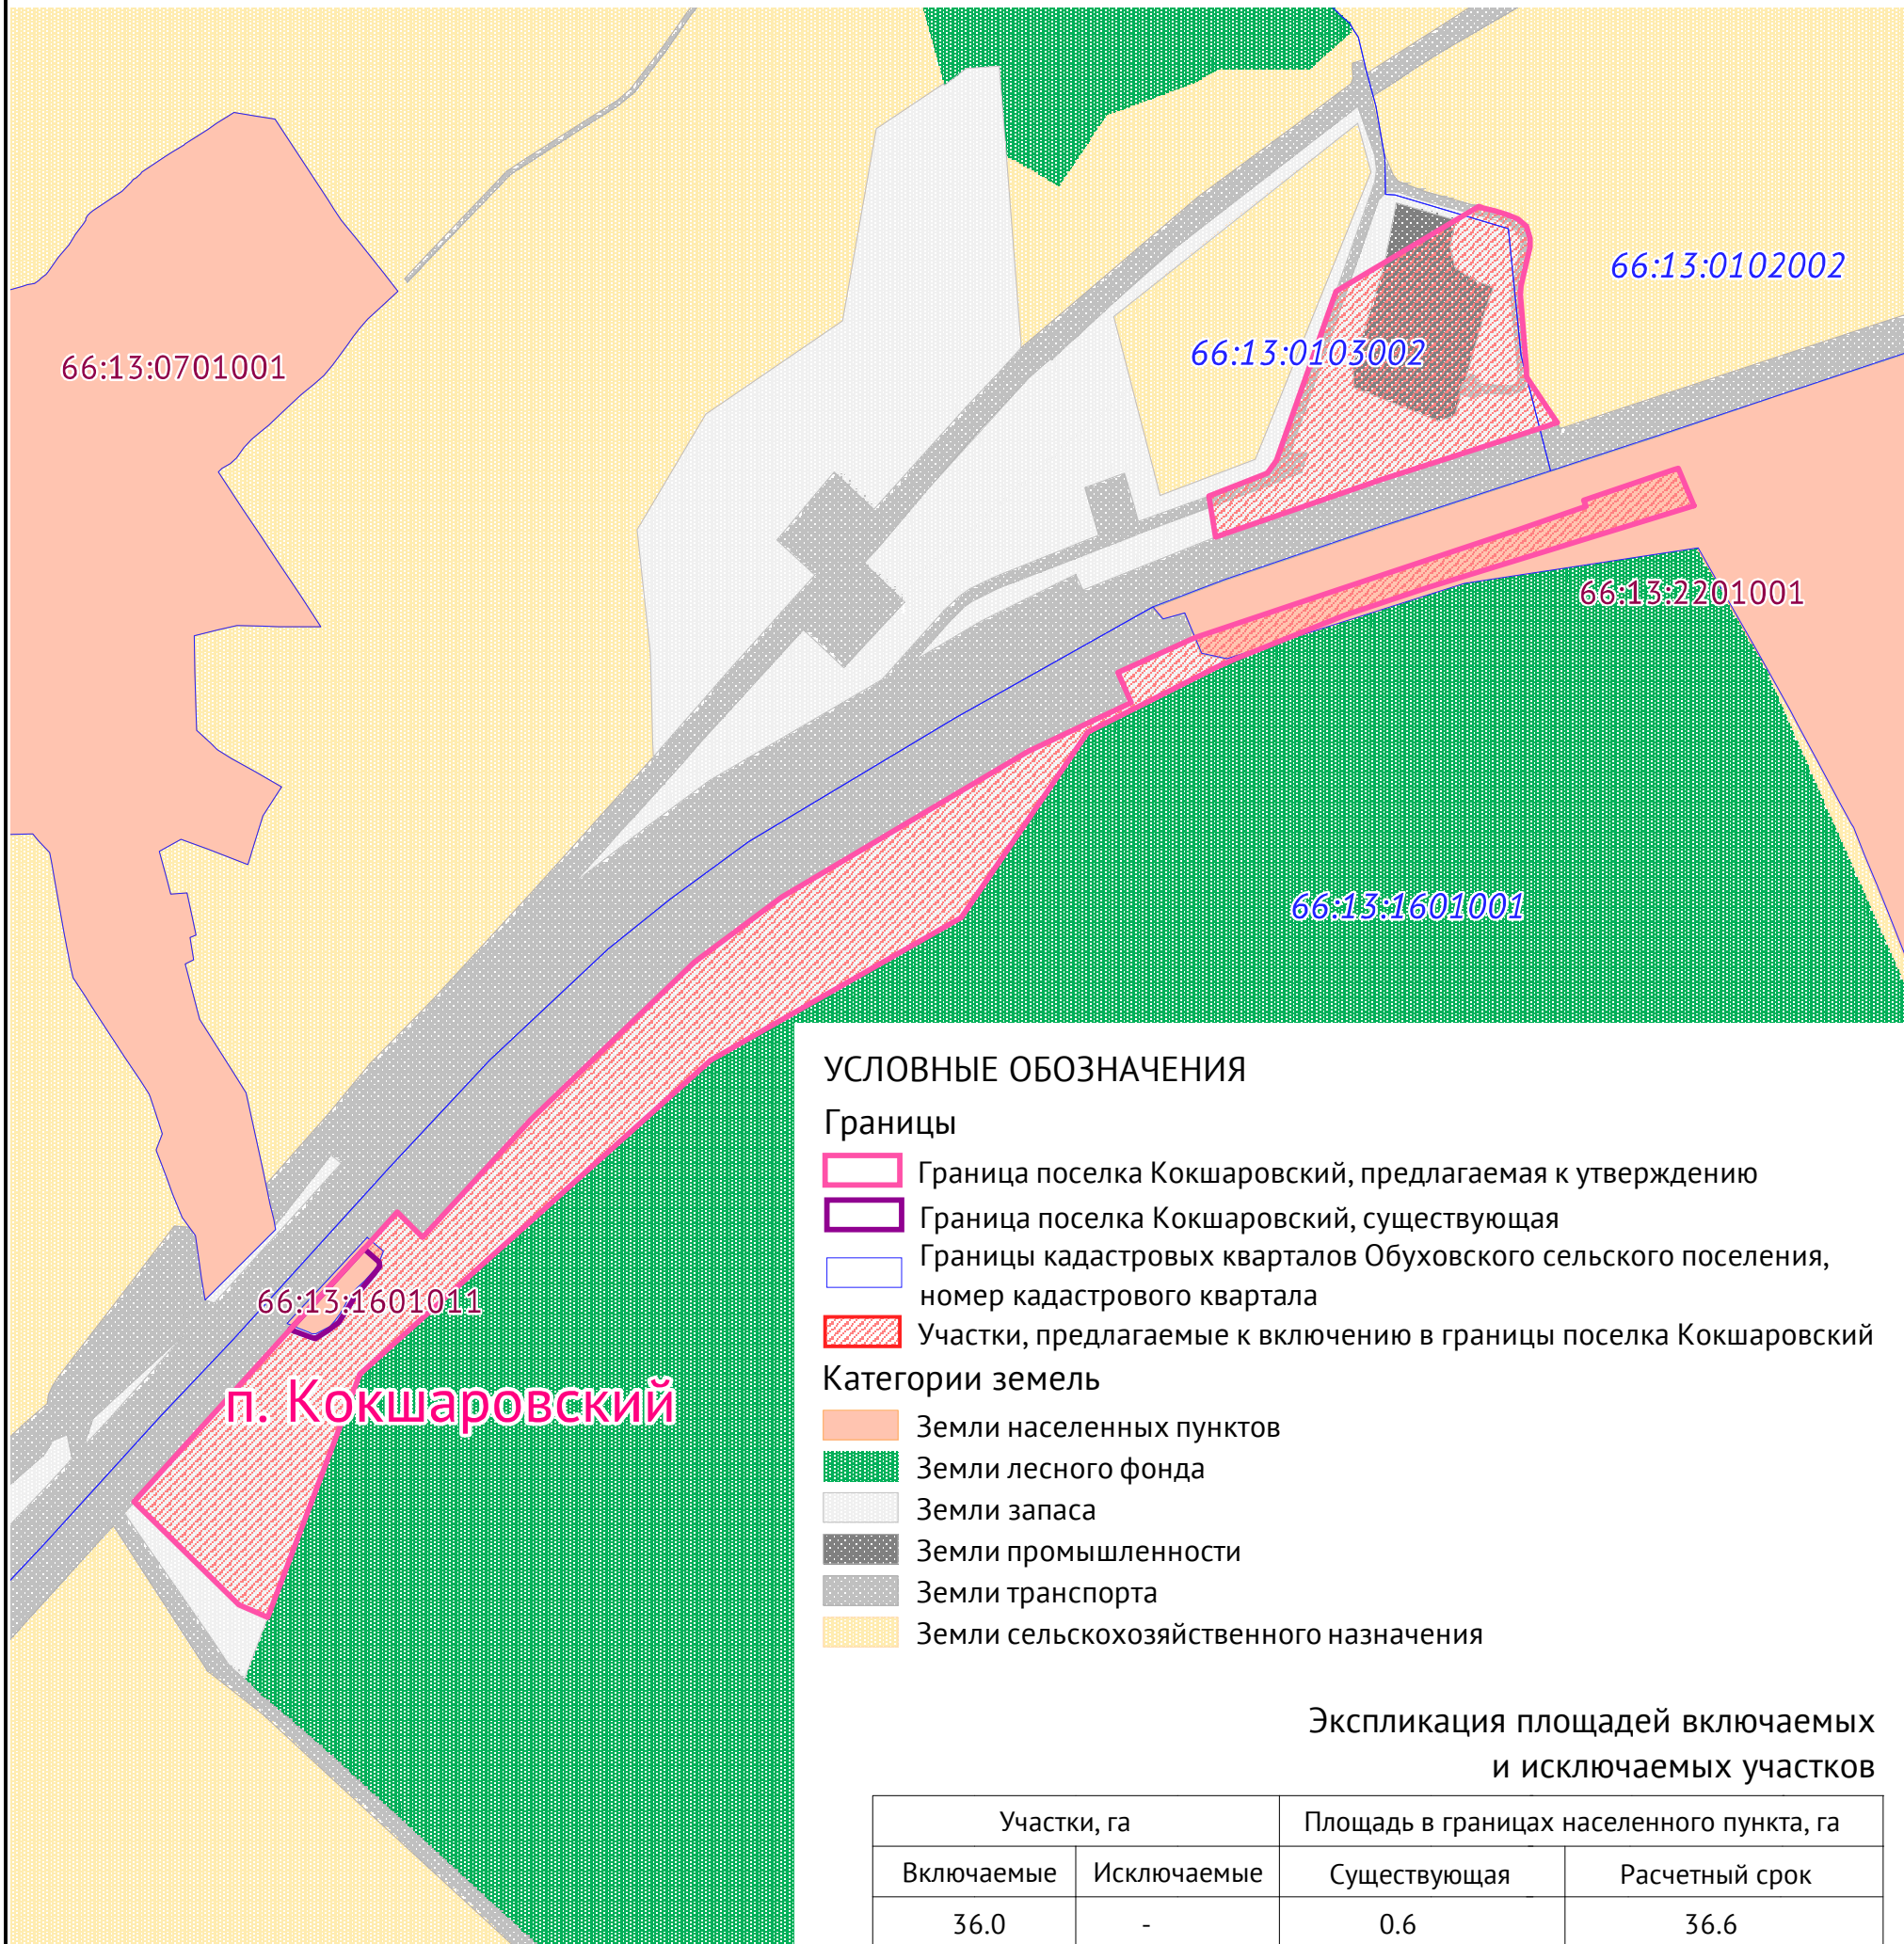 66:13:0102002
66:13:0103002
66:13:0701001
66:13:2201001
66:13:1601001
66:13:1601011
п. Кокшаровский
УСЛОВНЫЕ ОБОЗНАЧЕНИЯ
Границы
Граница поселка Кокшаровский, предлагаемая к утверждению
Граница поселка Кокшаровский, существующая
Границы кадастровых кварталов Обуховского сельского поселения,
номер кадастрового квартала
Участки, предлагаемые к включению в границы поселка Кокшаровский
Категории земель
Земли населенных пунктов
Земли лесного фонда
Земли запаса
Земли промышленности
Земли транспорта
Земли сельскохозяйственного назначения
Экспликация площадей включаемых
и исключаемых участков
Участки, га Площадь в границах населенного пункта, га
Включаемые Исключаемые Существующая Расчетный срок
36.0 - 0.6 36.6